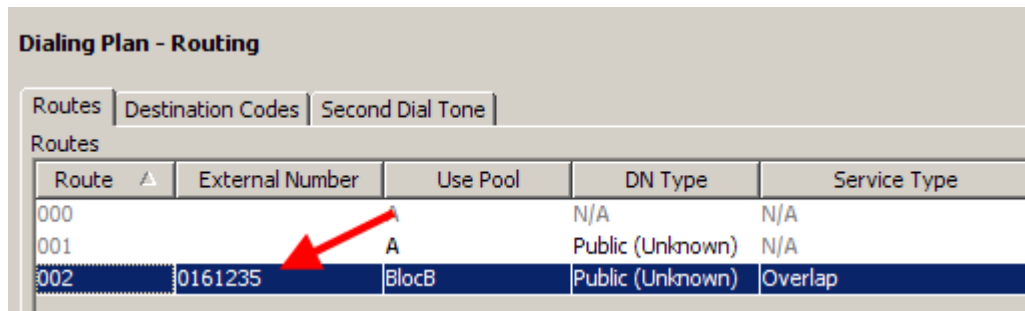 Dialing Plan - Routing
Routes Destination Codes Second Dial Tone
Routes
Route External Number Use Pool DN Type Service Type
000 A N/A N/A
001 A Public (Unknown) N/A
002 0161235 BlocB Public (Unknown) Overlap